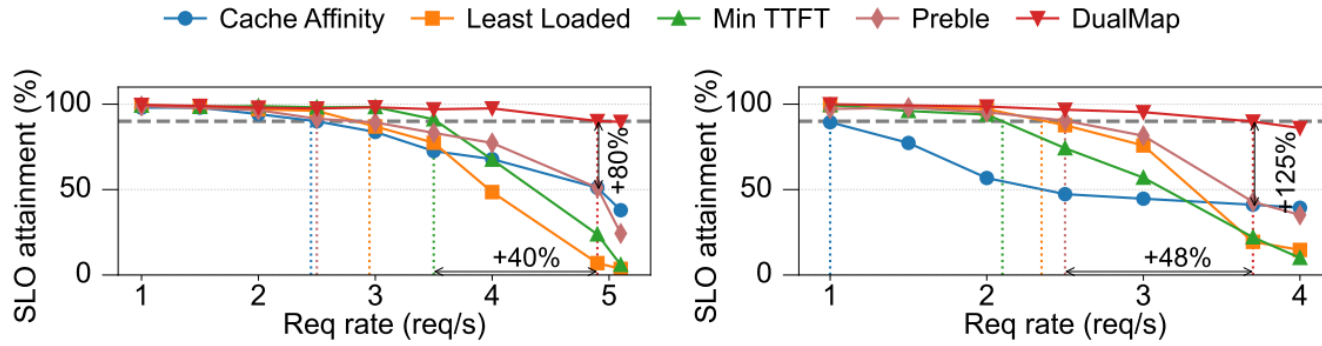 Cache Affinity Least Loaded Min TTFT Preble DualMap
SLO attainment (%)
100
50
0
+80%
+40%
1 2 3 4 5
Req rate (req/s)
SLO attainment (%)
100
50
0
+125%
+48%
1 2 3 4
Req rate (req/s)